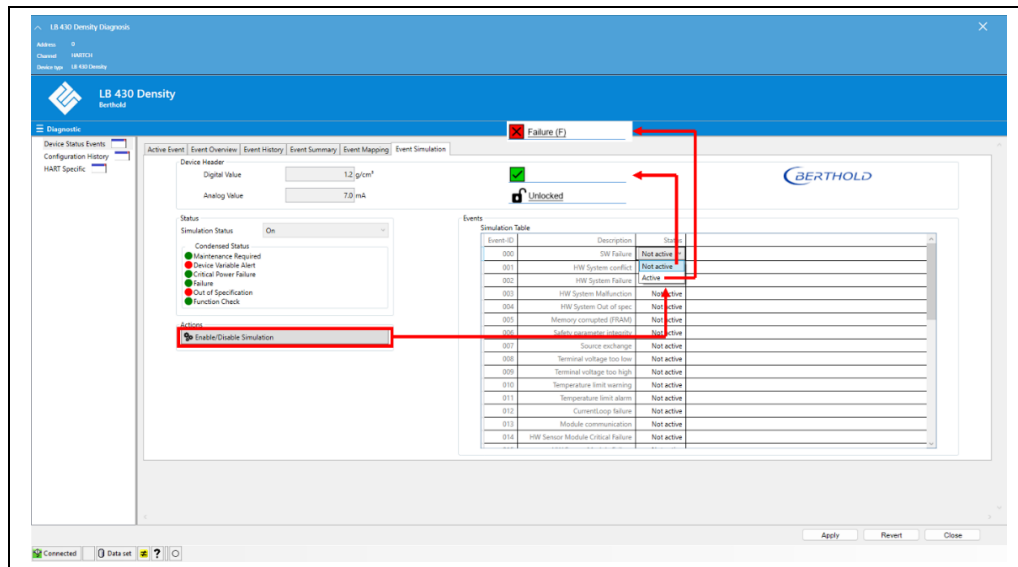 LB 430 Density Diagnosis
Address 0
Channel HARTCH
Device type LB 430 Density
LB 430 Density
Berthold
Diagnostic
Failure (F)
Device Status Events
Configuration History
HART Specific
Active Event Event Overview Event History Event Summary Event Mapping Event Simulation
Device Header
Digital Value 1.2 g/cm³
Analog Value 7.0 mA
Unlocked
BERTHOLD
Status
Simulation Status On
Condensed Status
Maintenance Required
Device Variable Alert
Critical Power Failure
Failure
Out of Specification
Function Check
Actions
Enable/Disable Simulation
Events
Simulation Table
Event-ID Description Status
000 SW Failure Not active
Not active
Active
001 HW System conflict
002 HW System Failure
003 HW System Malfunction Not active
004 HW System Out of spec Not active
005 Memory corrupted (FRAM) Not active
006 Safety parameter integrity Not active
007 Source exchange Not active
008 Terminal voltage too low Not active
009 Terminal voltage too high Not active
010 Temperature limit warning Not active
011 Temperature limit alarm Not active
012 CurrentLoop failure Not active
013 Module communication Not active
014 HW Sensor Module Critical Failure Not active
Apply Revert Close
Connected Data set